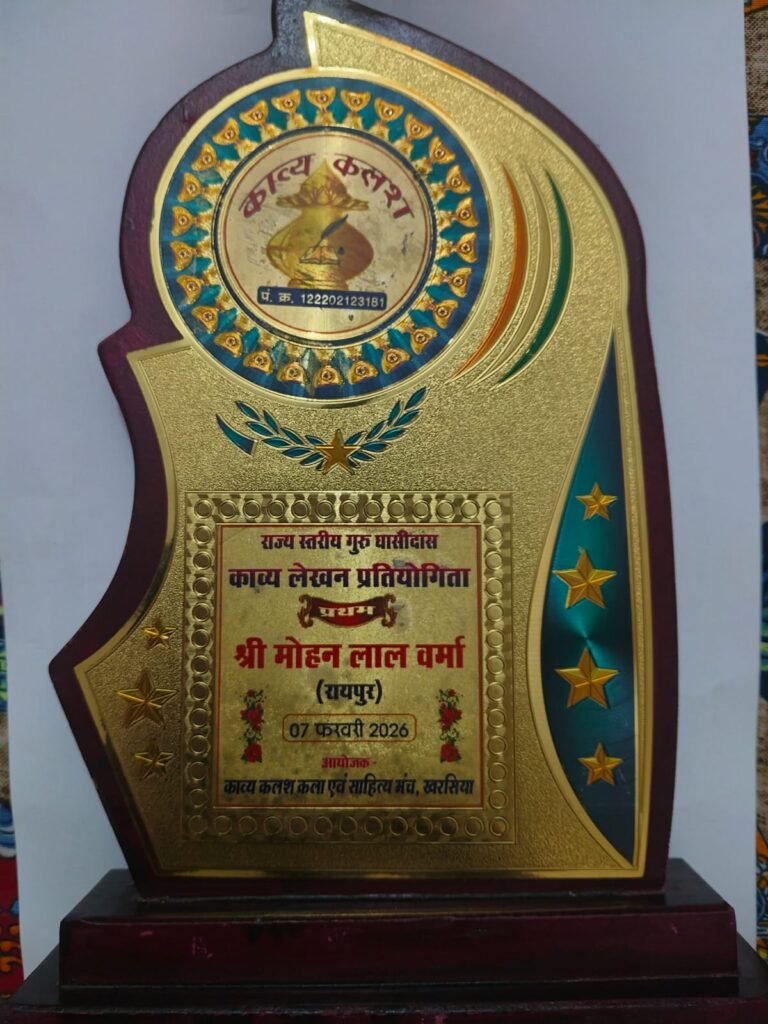 काव्य कलश
पं. क्र. 122202123181
राज्य स्तरीय गुरु घासीदास
काव्य लेखन प्रतियोगिता
प्रथम
श्री मोहन लाल वर्मा
(रायपुर)
07 फरवरी 2026
आयोजक -
काव्य कलश कला एवं साहित्य मंच, खरसिया